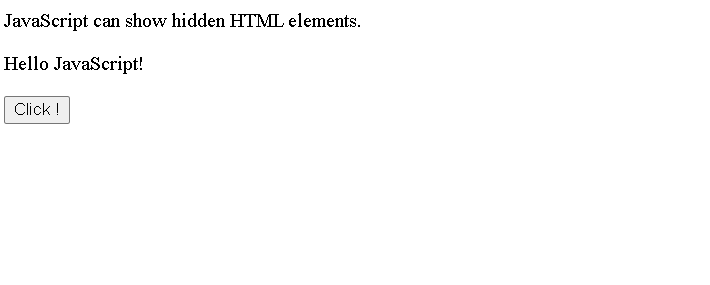 JavaScript can show hidden HTML elements.
Hello JavaScript!
Click !